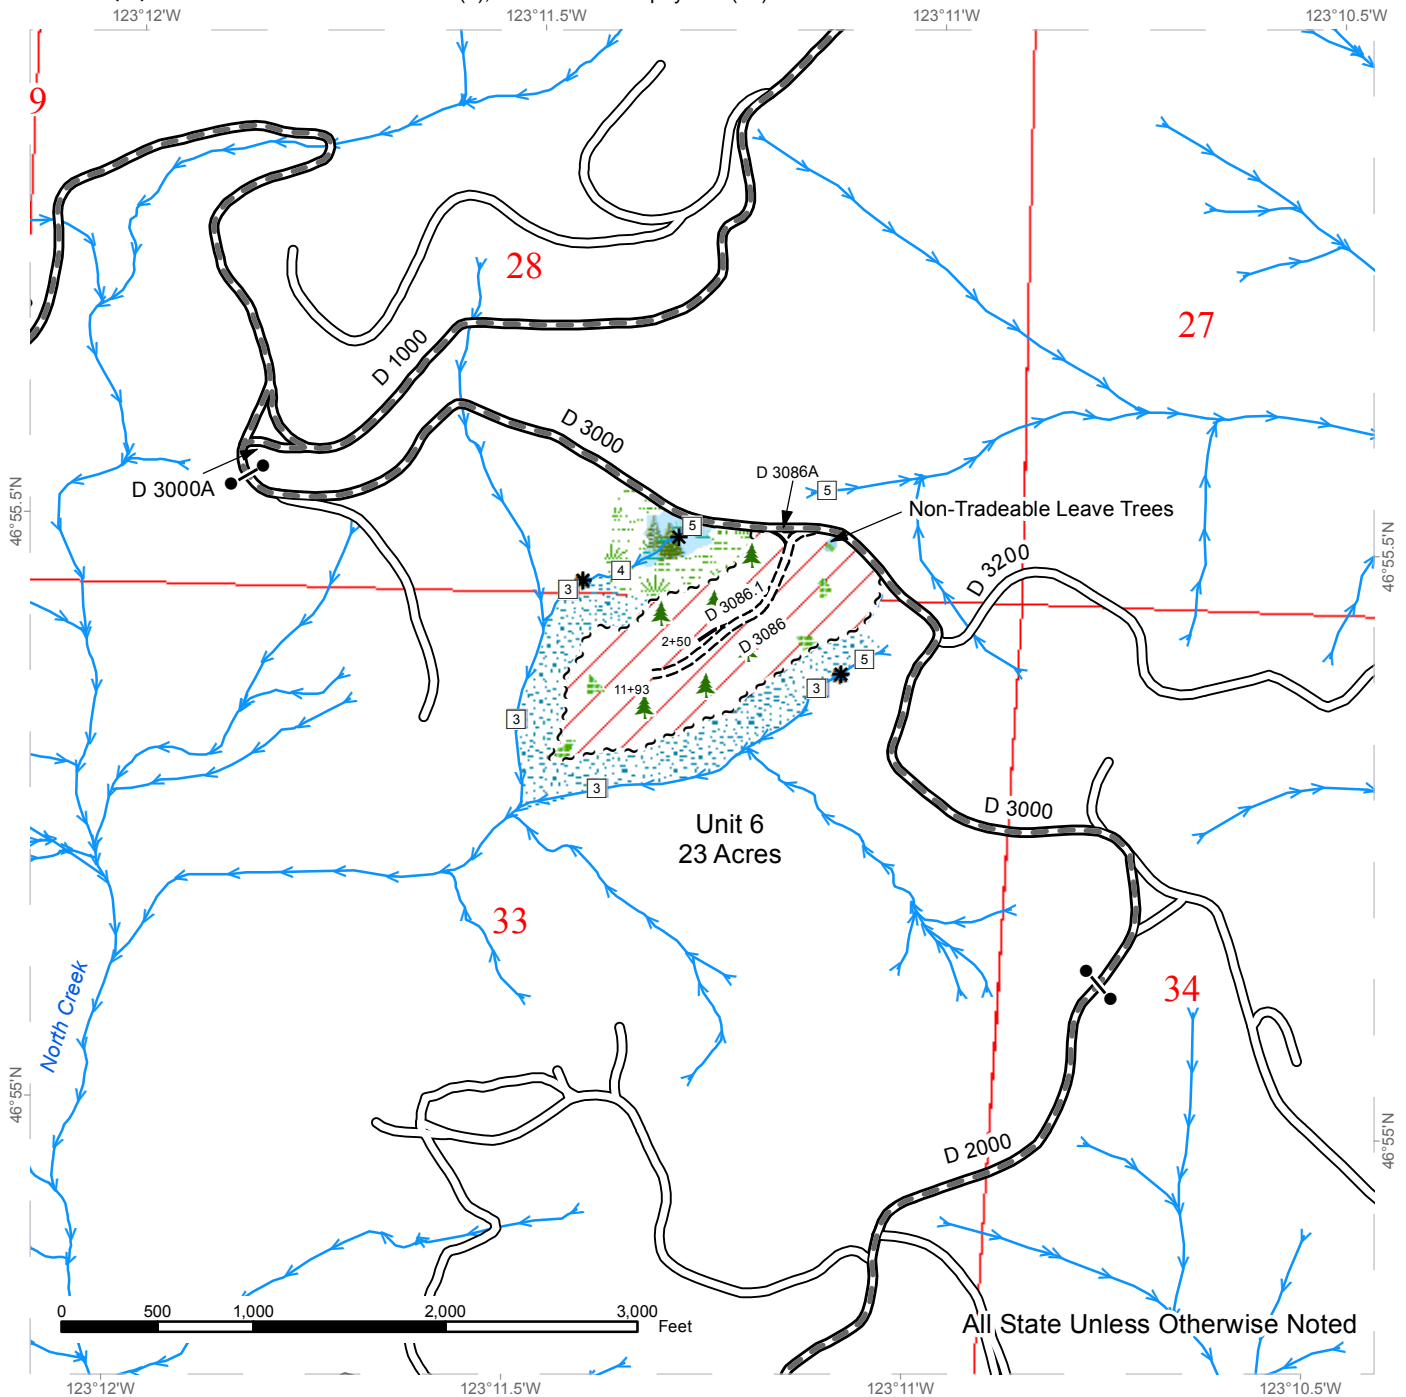 123°12'W
123°11.5'W
123°11'W
123°10.5'W
9
28
27
D 1000
D 3000
D 3000A
D 3086A
5
5
Non-Tradeable Leave Trees
46°55.5'N
46°55.5'N
D 3200
4
3
D 3086.1
2+50
D 3086
5
11+93
3
3
3
Unit 6
23 Acres
D 3000
33
34
North Creek
46°55'N
46°55'N
D 2000
0
500
1,000
2,000
3,000
Feet
All State Unless Otherwise Noted
123°12'W
123°11.5'W
123°11'W
123°10.5'W